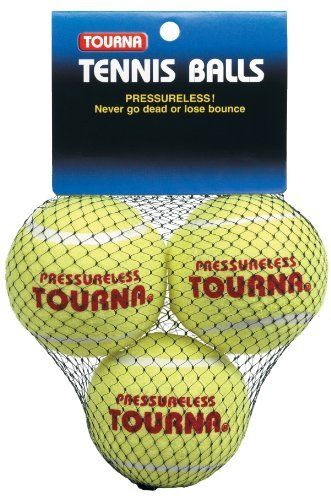 TOURNA
TENNIS BALLS
PRESSURELESS!
Never go dead or lose bounce
PRESSURELESS
TOURNA®
PRESSURELESS
TOURNA®
PRESSURELESS
TOURNA®